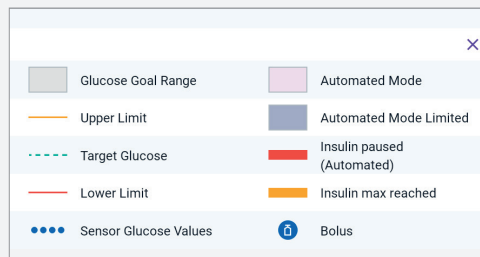 Glucose Goal Range
Automated Mode
Upper Limit
Automated Mode Limited
Target Glucose
Insulin paused
(Automated)
Lower Limit
Insulin max reached
Sensor Glucose Values
Bolus